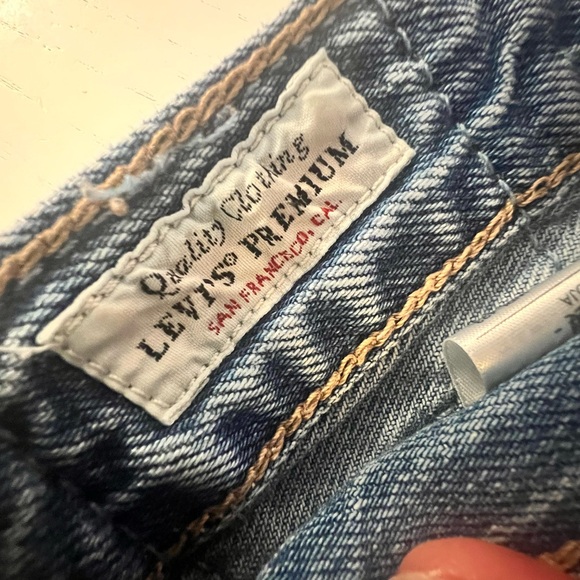 Quality Clothing
LEVI'S® PREMIUM
SAN FRANCISCO, CAL.